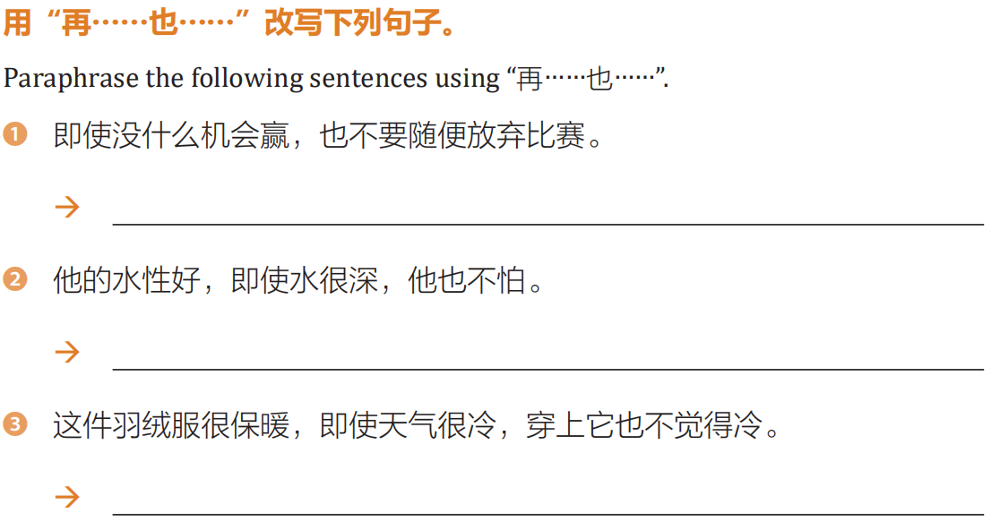 用“再……也……”改写下列句子。
Paraphrase the following sentences using “再……也……”.
1 即使没什么机会赢，也不要随便放弃比赛。
→
2 他的水性好，即使水很深，他也不怕。
→
3 这件羽绒服很保暖，即使天气很冷，穿上它也不觉得冷。
→